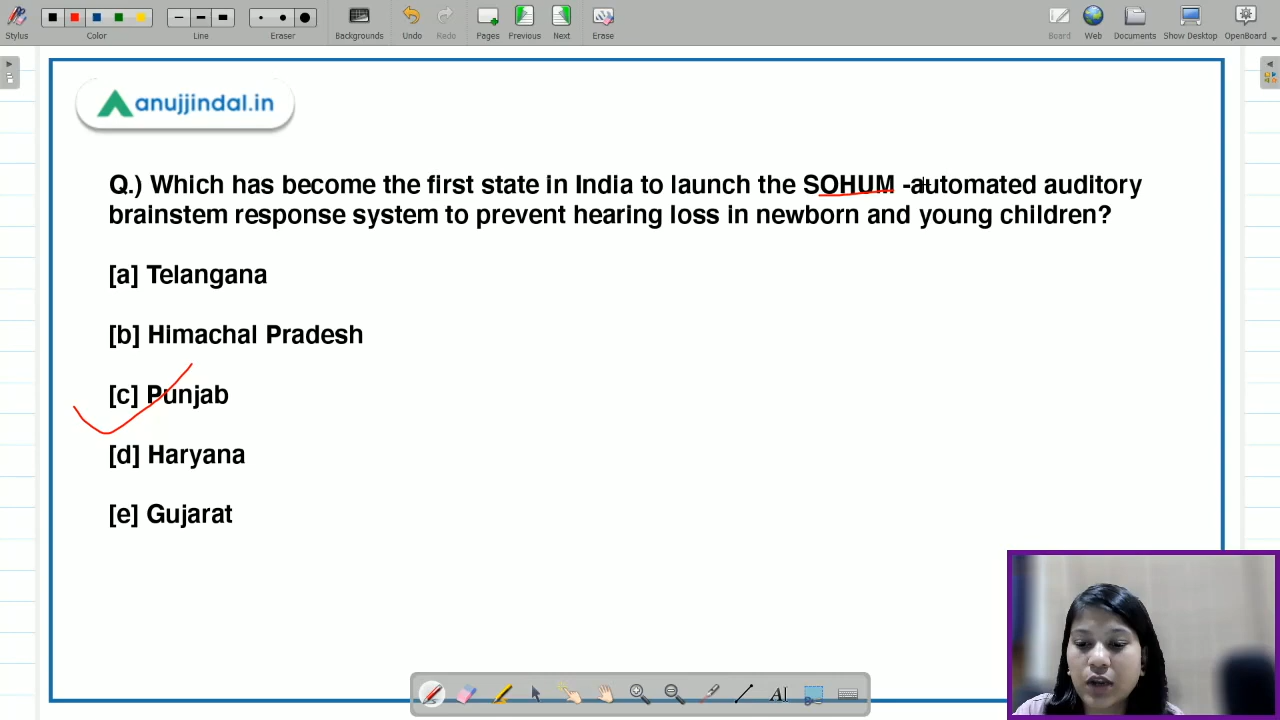 Stylus
Color
Line
Eraser
Backgrounds
Undo
Redo
Pages
Previous
Next
Erase
Board
Web
Documents
Show Desktop
OpenBoard
anujjindal.in
Q.) Which has become the first state in India to launch the SOHUM -automated auditory
brainstem response system to prevent hearing loss in newborn and young children?
[a] Telangana
[b] Himachal Pradesh
[c] Punjab
[d] Haryana
[e] Gujarat
AI